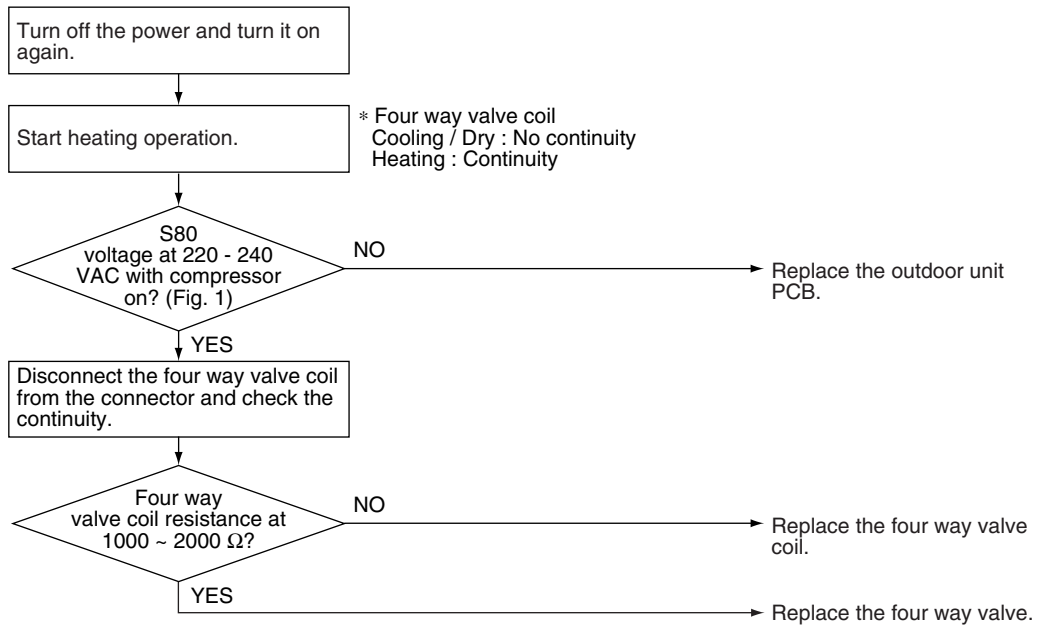 Turn off the power and turn it on
again.
Start heating operation.
* Four way valve coil
Cooling / Dry : No continuity
Heating : Continuity
S80
voltage at 220 - 240
VAC with compressor
on? (Fig. 1)
NO
Replace the outdoor unit
PCB.
YES
Disconnect the four way valve coil
from the connector and check the
continuity.
Four way
valve coil resistance at
1000 ~ 2000 Ω?
NO
Replace the four way valve
coil.
YES
Replace the four way valve.